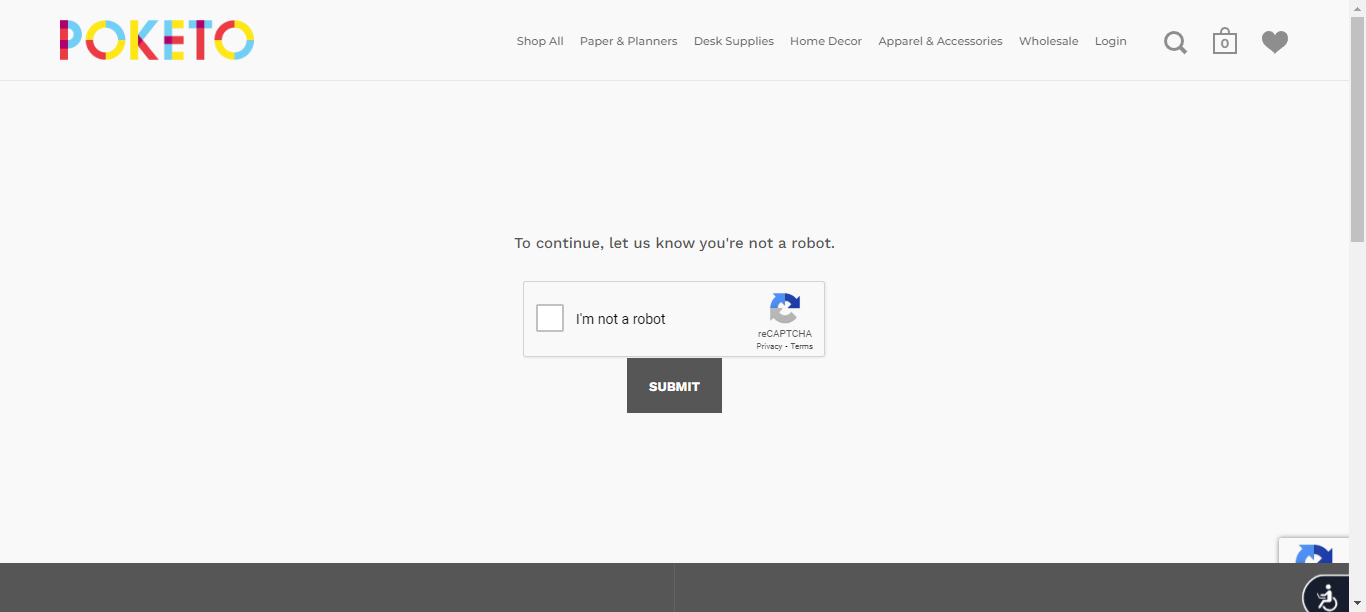 POKETO
Shop All Paper & Planners Desk Supplies Home Decor Apparel & Accessories Wholesale Login
0
To continue, let us know you're not a robot.
I'm not a robot
reCAPTCHA
Privacy - Terms
SUBMIT